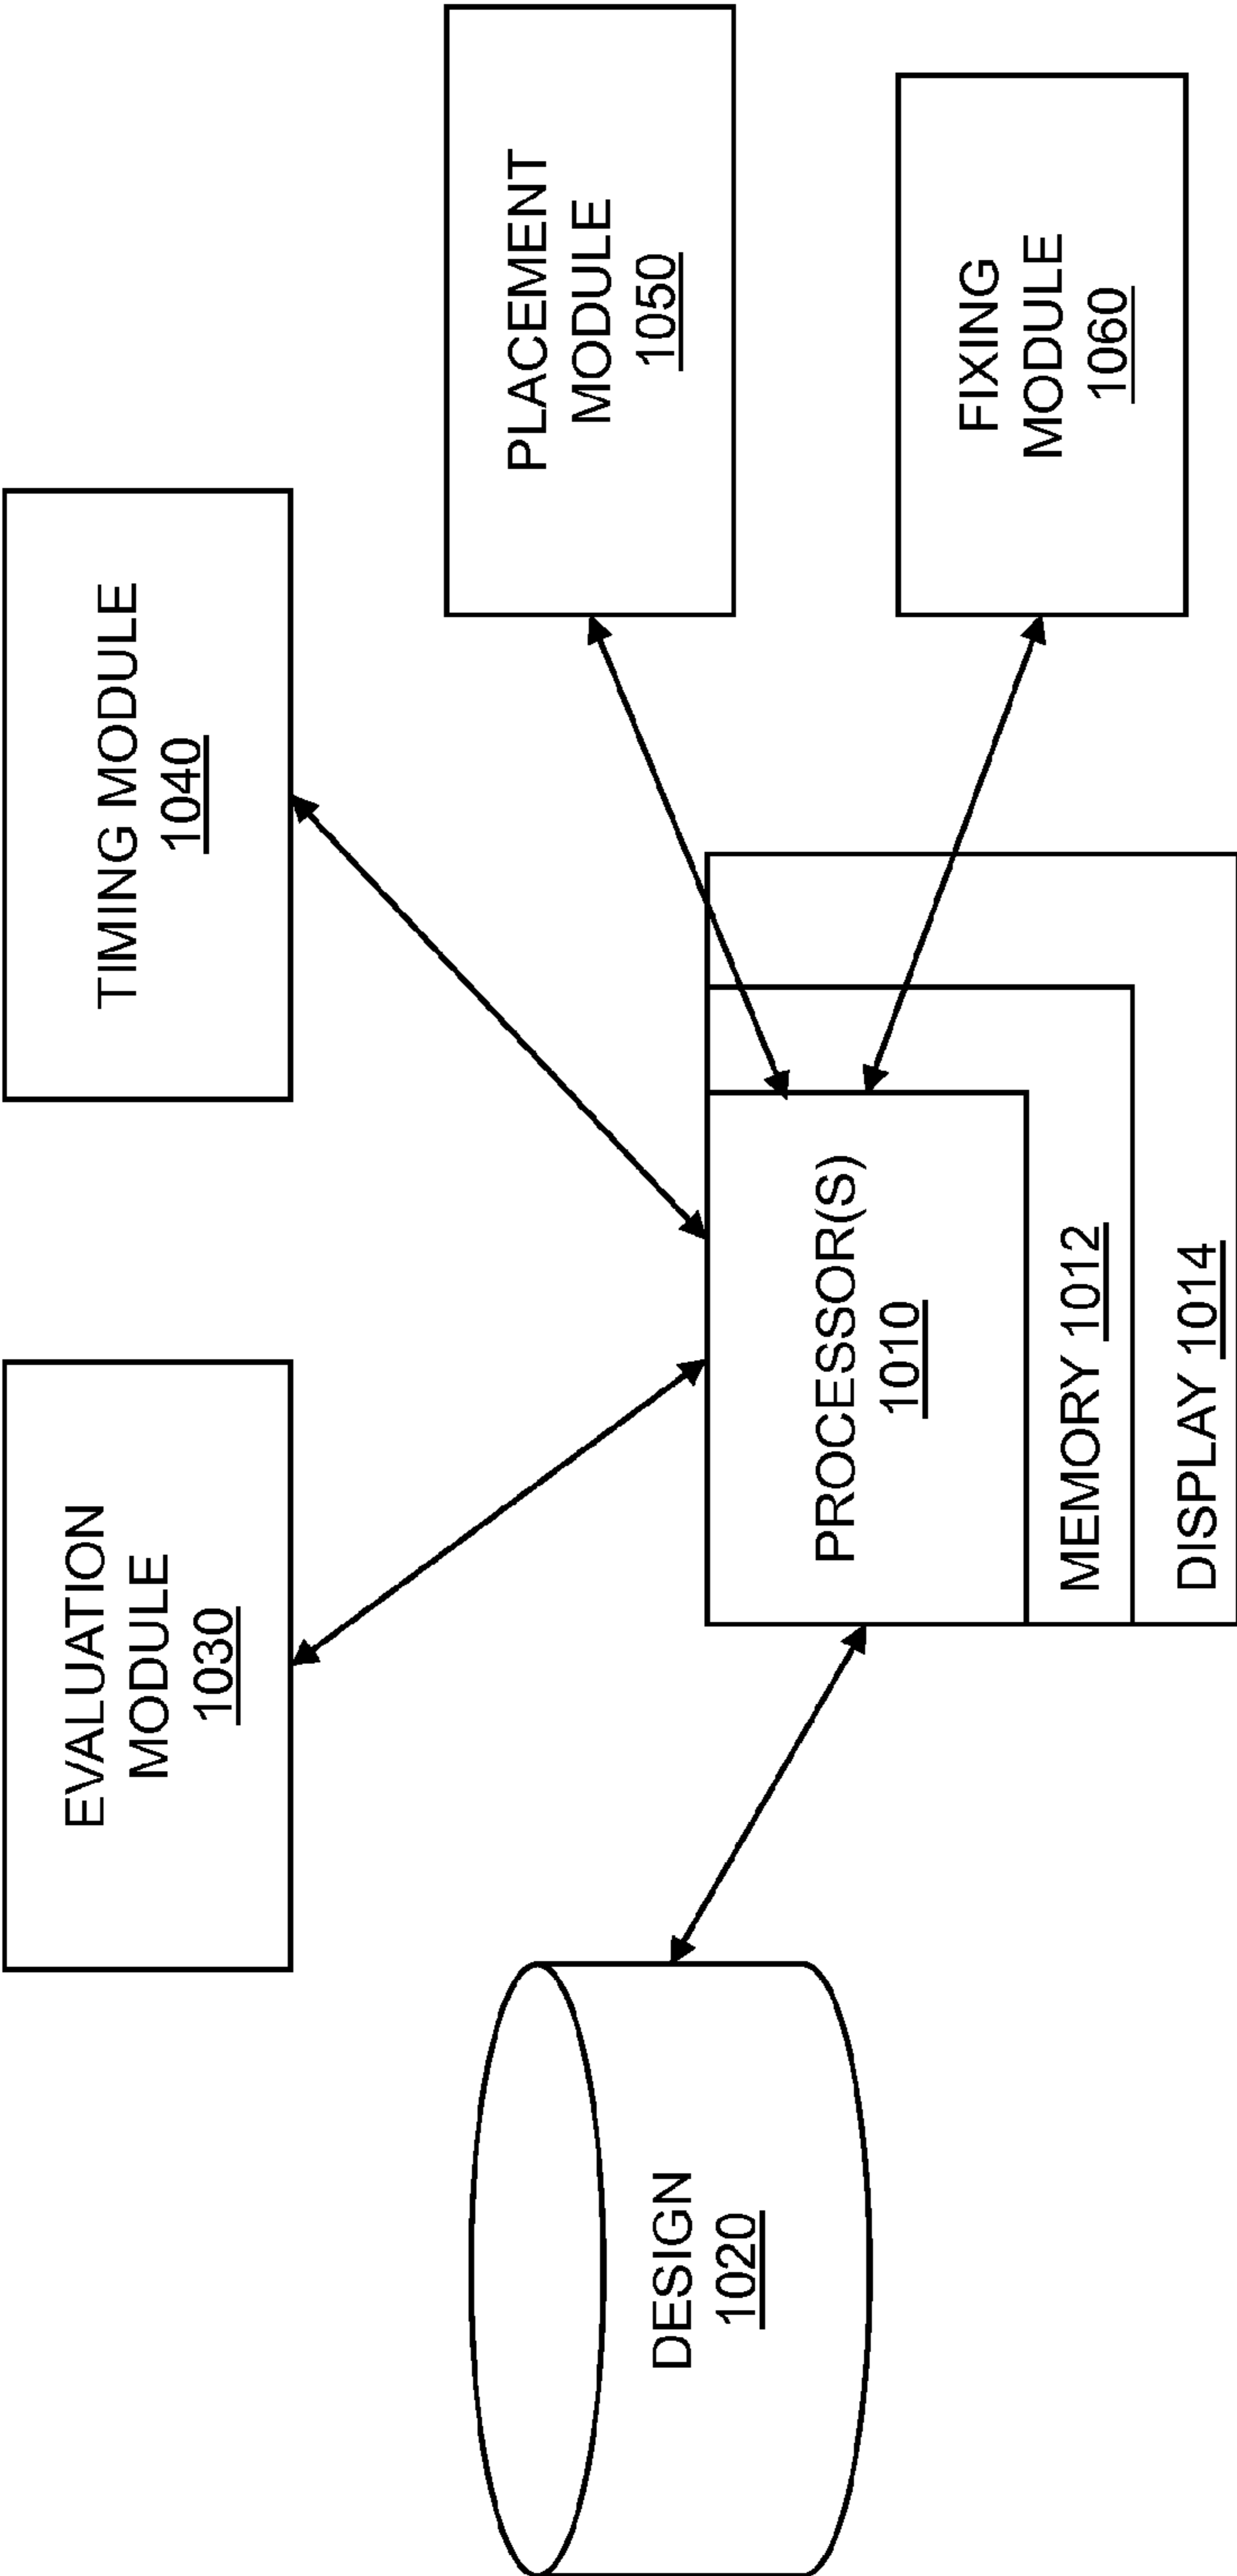 EVALUATION
MODULE
1030
TIMING MODULE
1040
DESIGN
1020
PROCESSOR(S)
1010
MEMORY 1012
DISPLAY 1014
PLACEMENT
MODULE
1050
FIXING
MODULE
1060